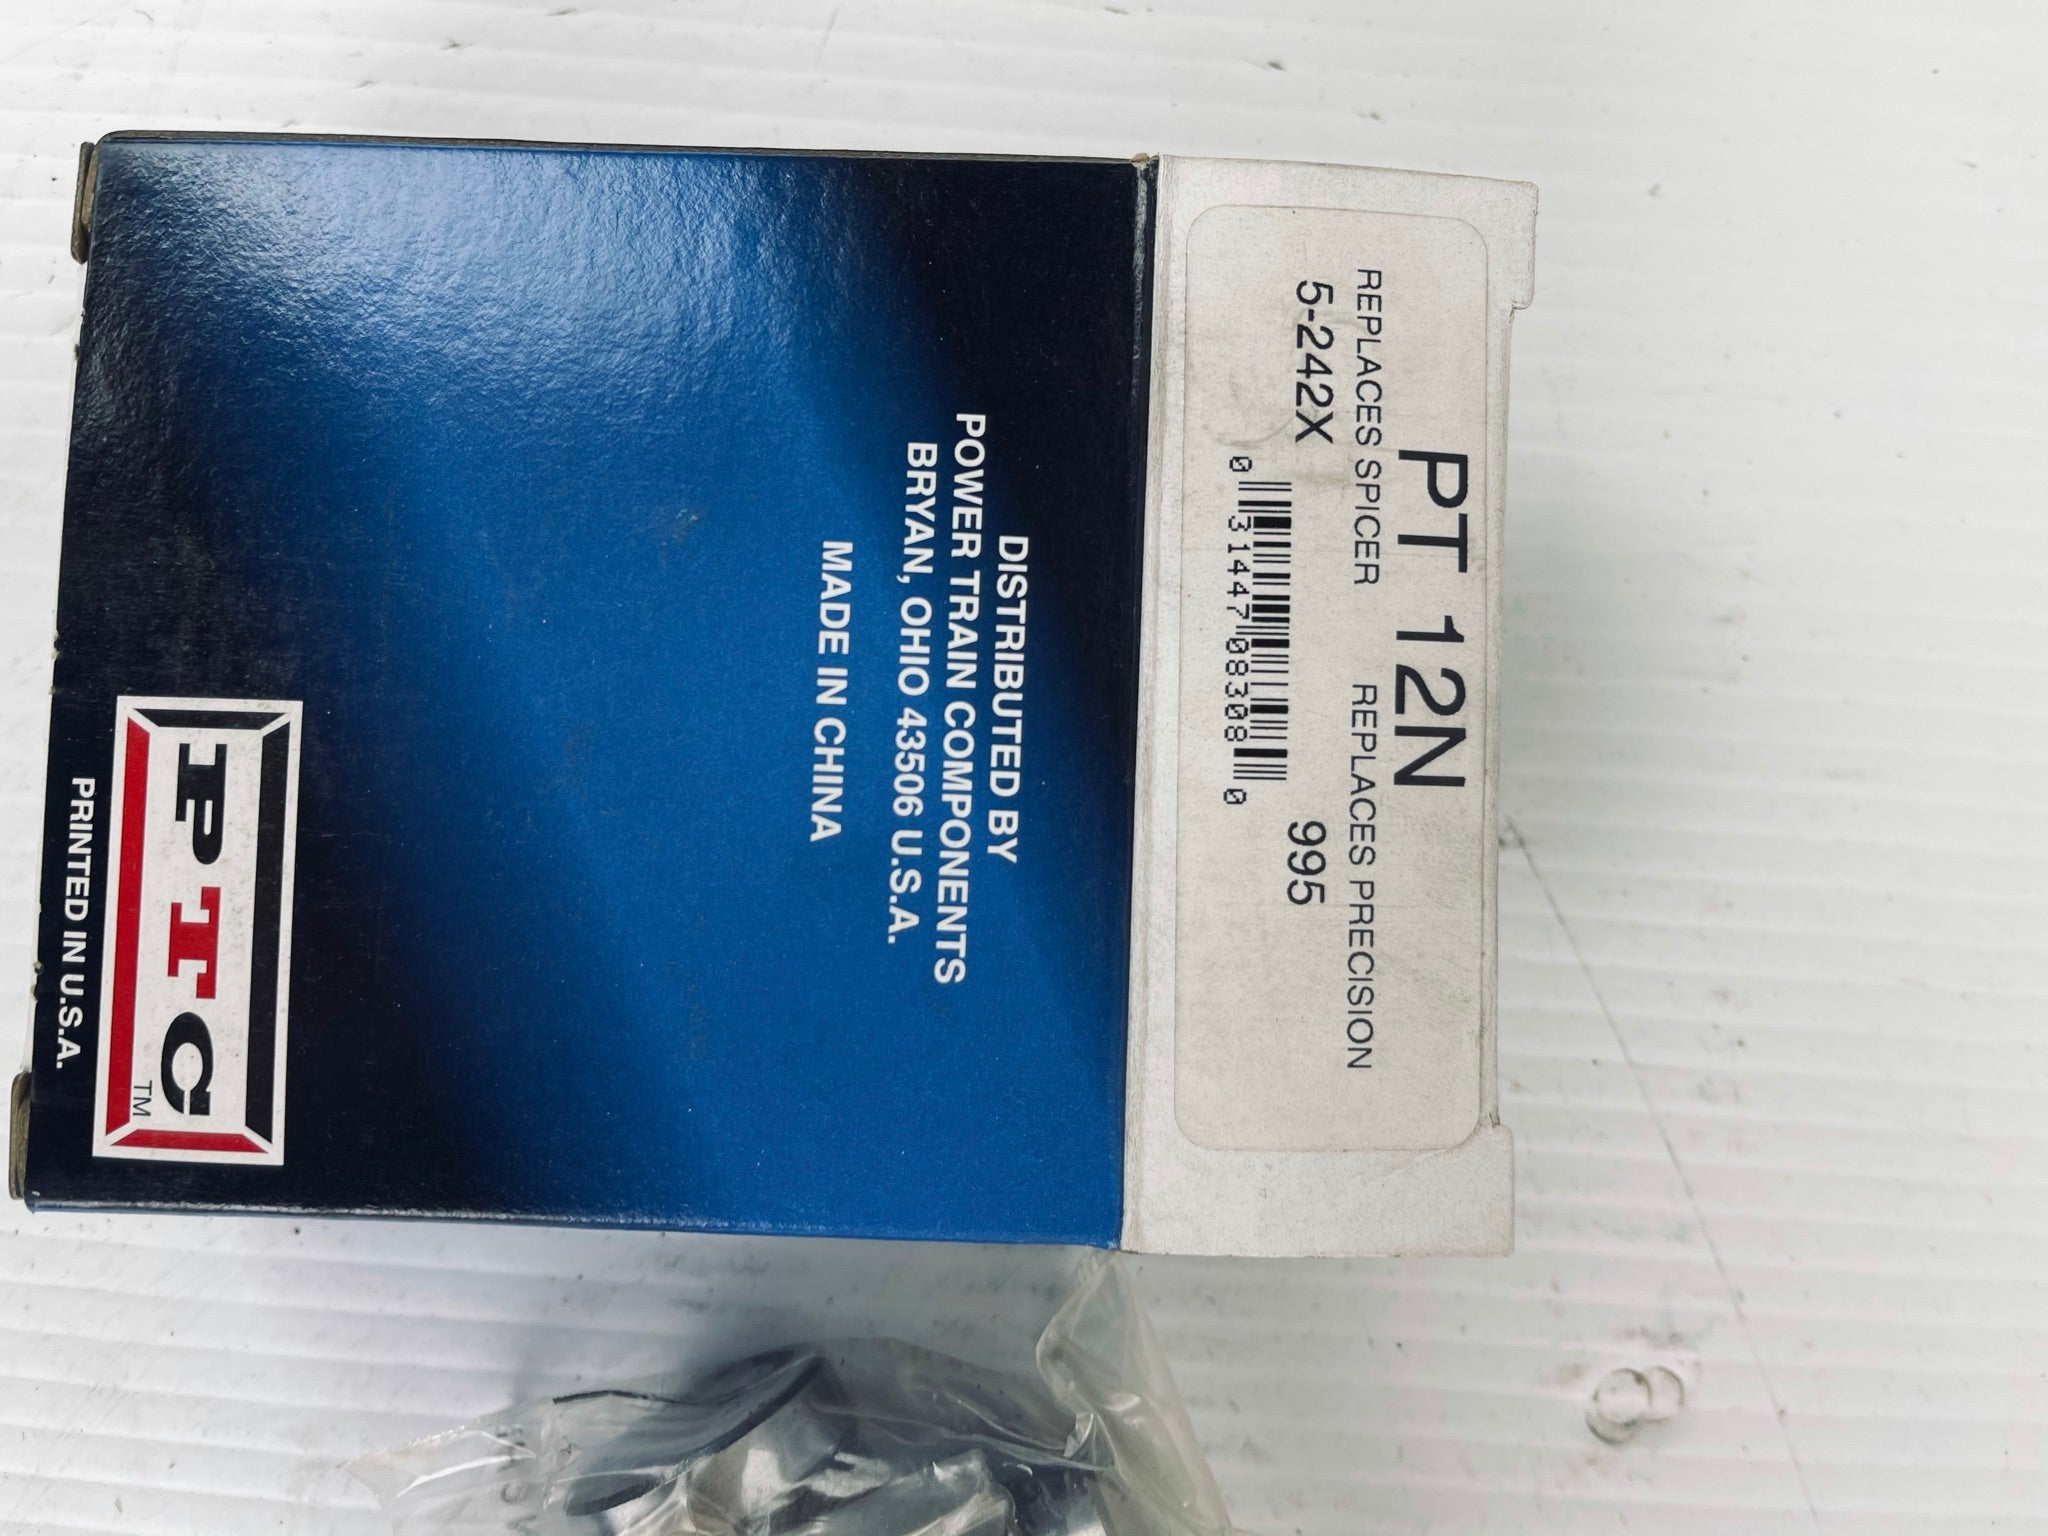 PT 12N
REPLACES SPICER REPLACES PRECISION
5-242X 995
0 31447 08308 0
DISTRIBUTED BY
POWER TRAIN COMPONENTS
BRYAN, OHIO 43506 U.S.A.
MADE IN CHINA
PTC
TM
PRINTED IN U.S.A.